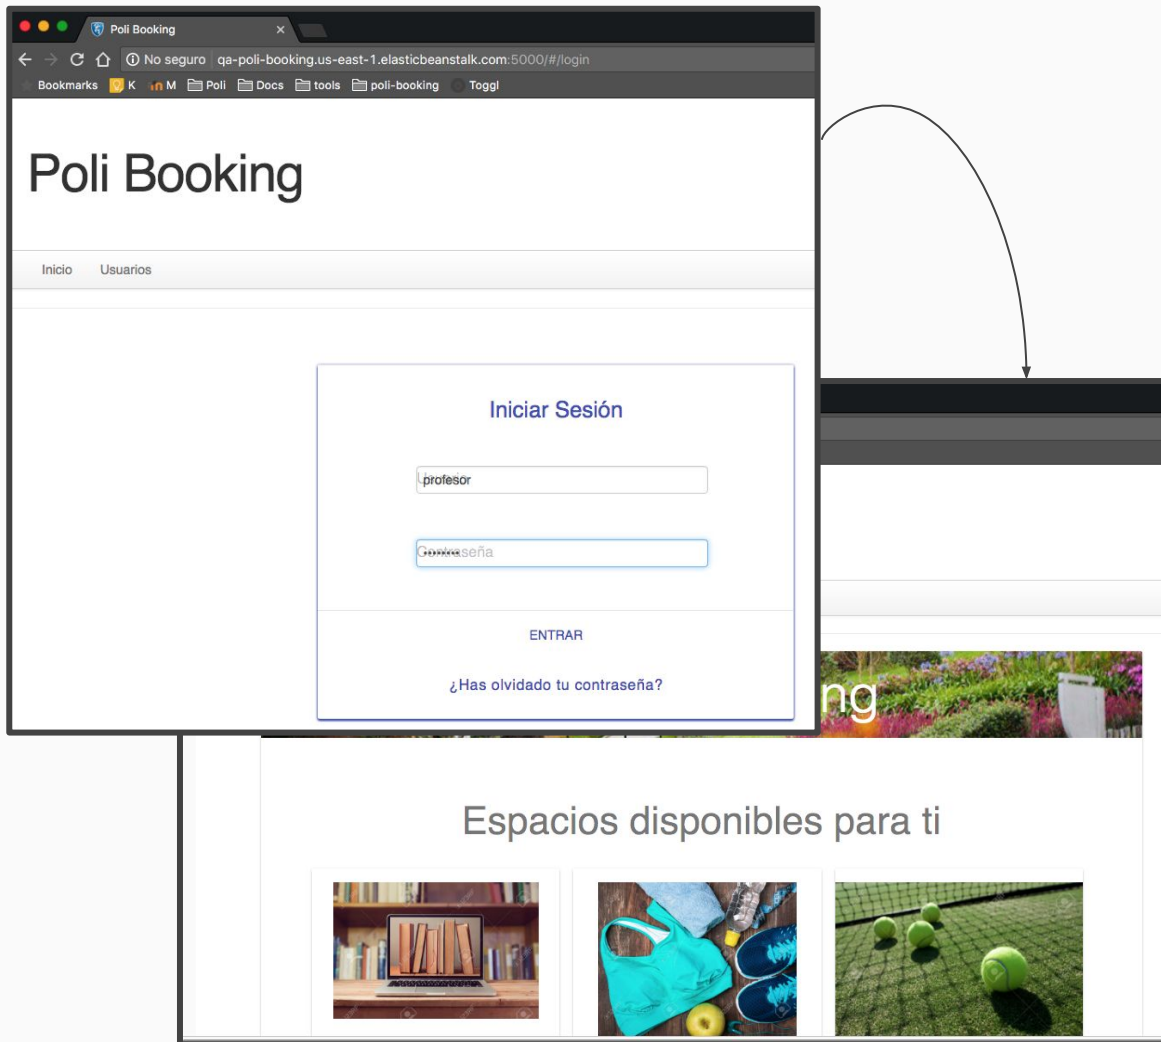 Poli Booking
No seguro qa-poli-booking.us-east-1.elasticbeanstalk.com:5000/#/login
Bookmarks K M Poli Docs tools poli-booking Toggl
Poli Booking
Inicio Usuarios
Iniciar Sesión
Usuario
profesor
Contraseña
ENTRAR
¿Has olvidado tu contraseña?
ng
Espacios disponibles para ti